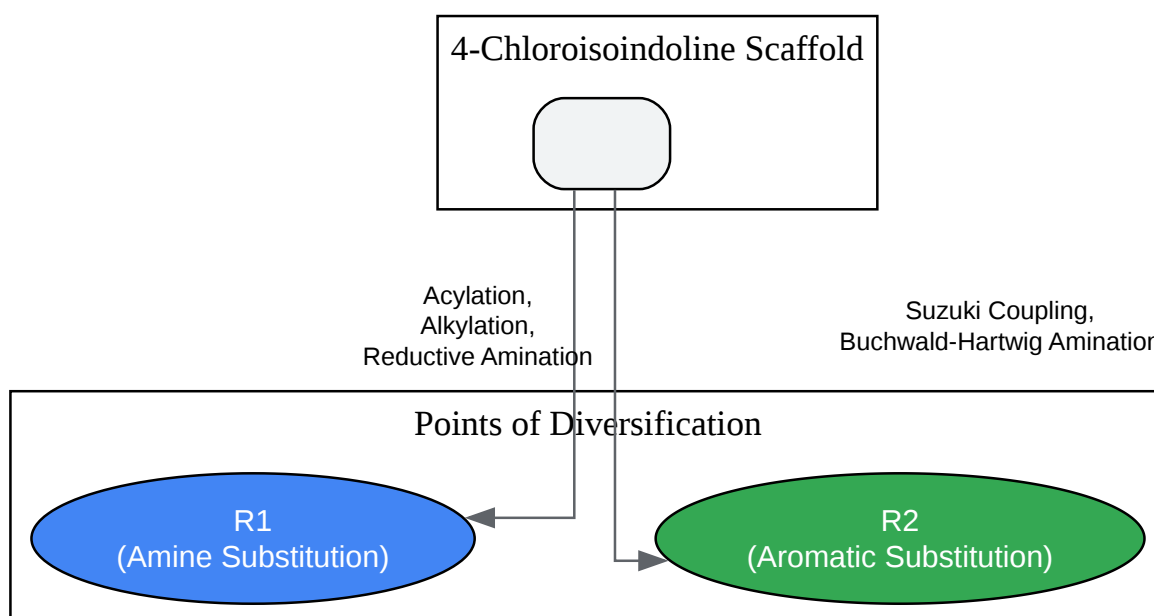 4-Chloroisoindoline Scaffold
Acylation,
Alkylation,
Reductive Amination
Suzuki Coupling,
Buchwald-Hartwig Amination
Points of Diversification
R1
(Amine Substitution)
R2
(Aromatic Substitution)